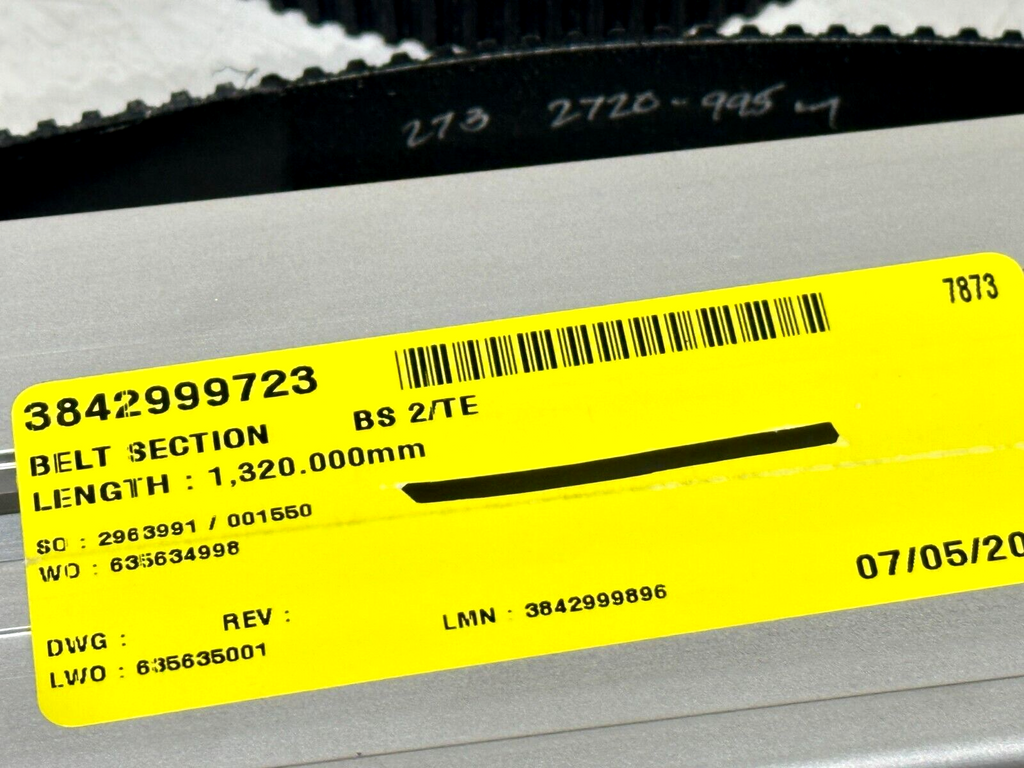 273 2720-995
7873
3842999723
BELT SECTION BS 2/TE
LENGTH : 1,320.000mm
SO : 2963991 / 001550
WO : 635634998
07/05/20
DWG : REV : LMN : 3842999896
LWO : 635635001